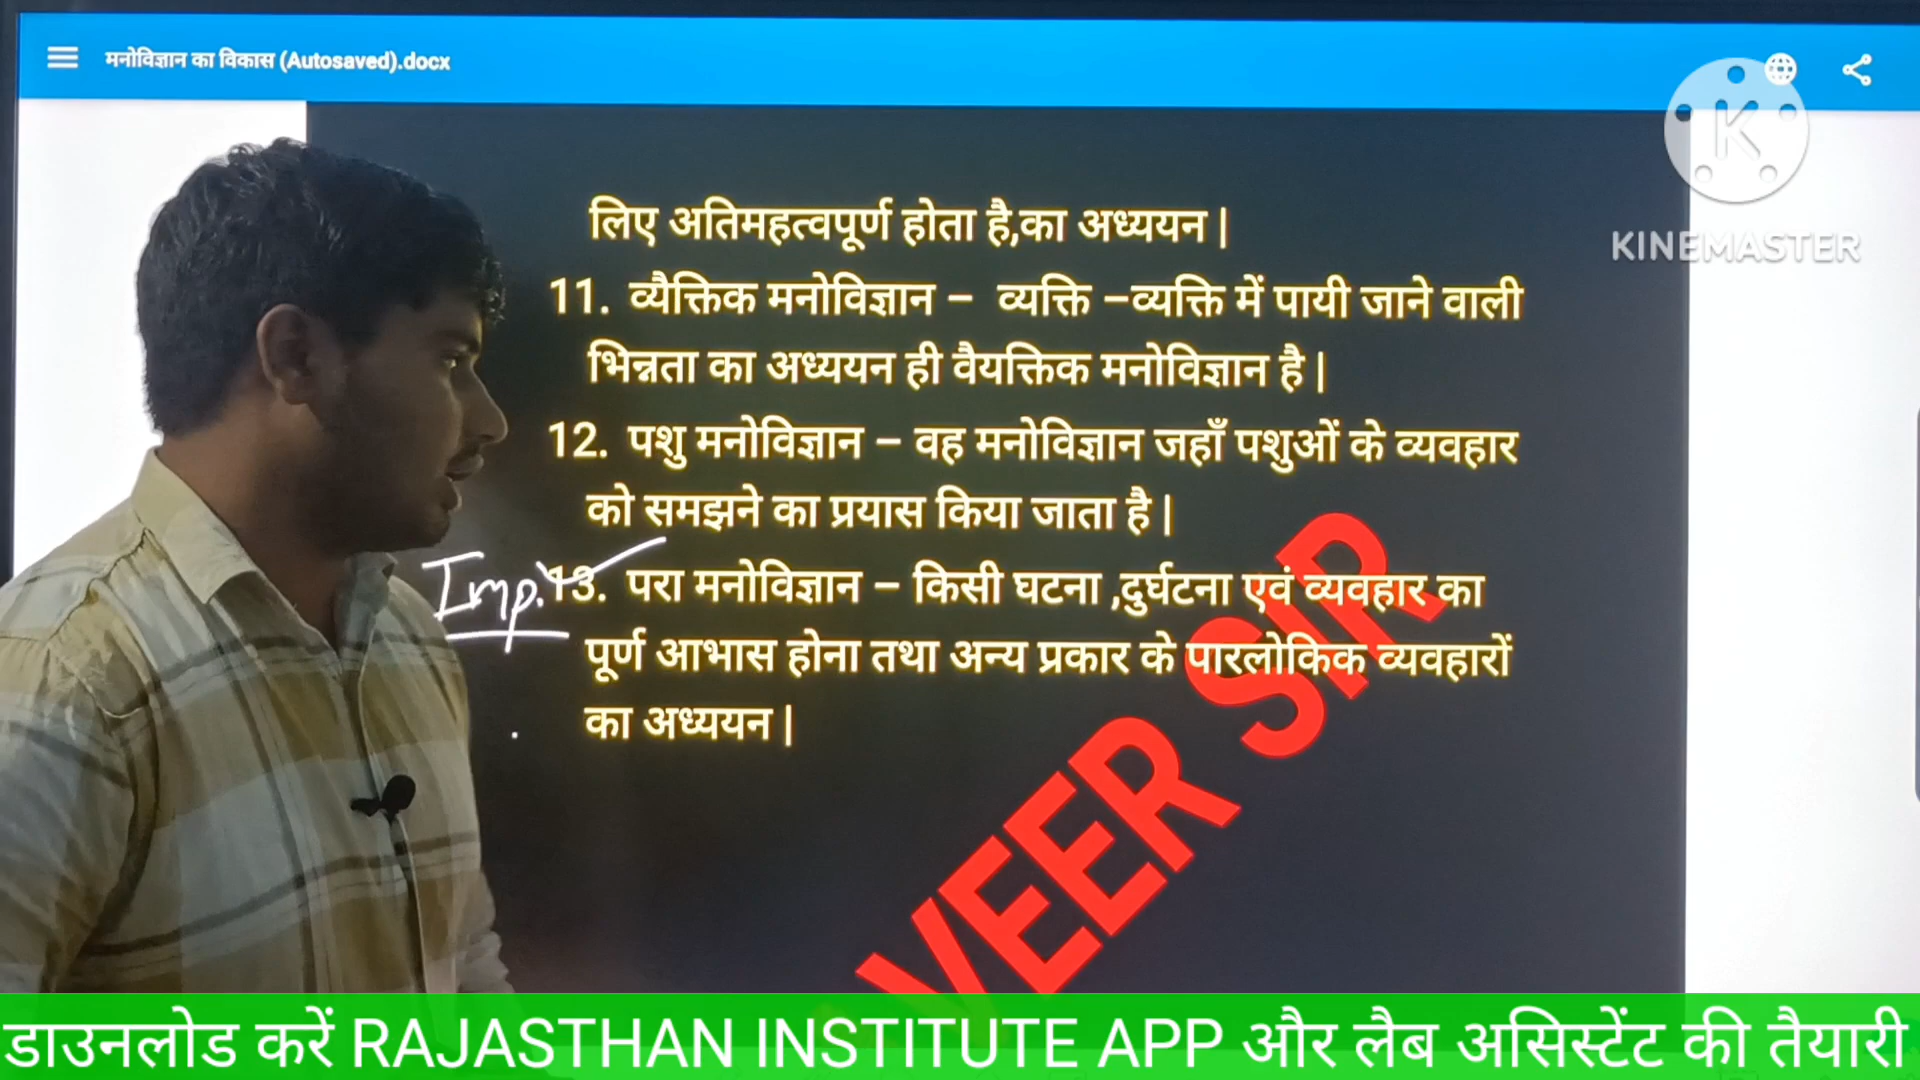 मनोविज्ञान का विकास (Autosaved).docx
K
KINEMASTER
लिए अतिमहत्वपूर्ण होता है,का अध्ययन |
11. व्यैक्तिक मनोविज्ञान – व्यक्ति –व्यक्ति में पायी जाने वाली
भिन्नता का अध्ययन ही वैयक्तिक मनोविज्ञान है |
12. पशु मनोविज्ञान – वह मनोविज्ञान जहाँ पशुओं के व्यवहार
को समझने का प्रयास किया जाता है |
Imp.
13. परा मनोविज्ञान – किसी घटना ,दुर्घटना एवं व्यवहार का
पूर्ण आभास होना तथा अन्य प्रकार के पारलोकिक व्यवहारों
का अध्ययन |
VEER SIR
डाउनलोड करें RAJASTHAN INSTITUTE APP और लैब असिस्टेंट की तैयारी